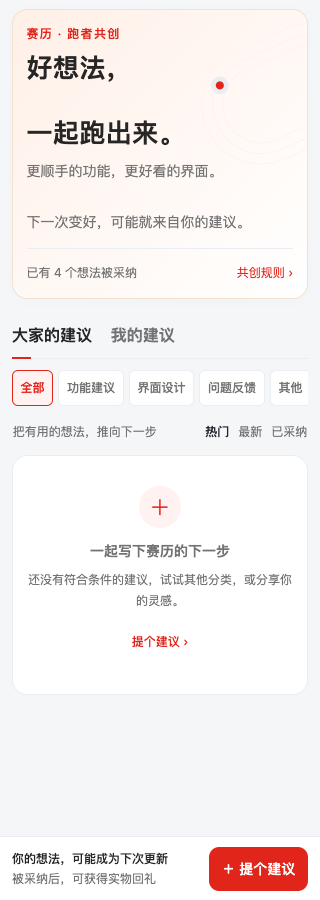 赛历 · 跑者共创
好想法，
一起跑出来。
更顺手的功能，更好看的界面。
下一次变好，可能就来自你的建议。
已有 4 个想法被采纳
共创规则 ›
大家的建议 我的建议
全部 功能建议 界面设计 问题反馈 其他
把有用的想法，推向下一步
热门 最新 已采纳
一起写下赛历的下一步
还没有符合条件的建议，试试其他分类，或分享你
的灵感。
提个建议 ›
你的想法，可能成为下次更新
被采纳后，可获得实物回礼
＋ 提个建议